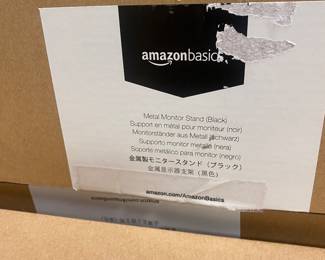 amazonbasics
Metal Monitor Stand (Black)
Support en métal pour moniteur (noir)
Monitorständer aus Metall (schwarz)
Supporto monitor metallo (nera)
Soporte metálico para monitor (negro)
金属製モニタースタンド（ブラック）
金属显示器支架（黑色）
amazon.com/AmazonBasics